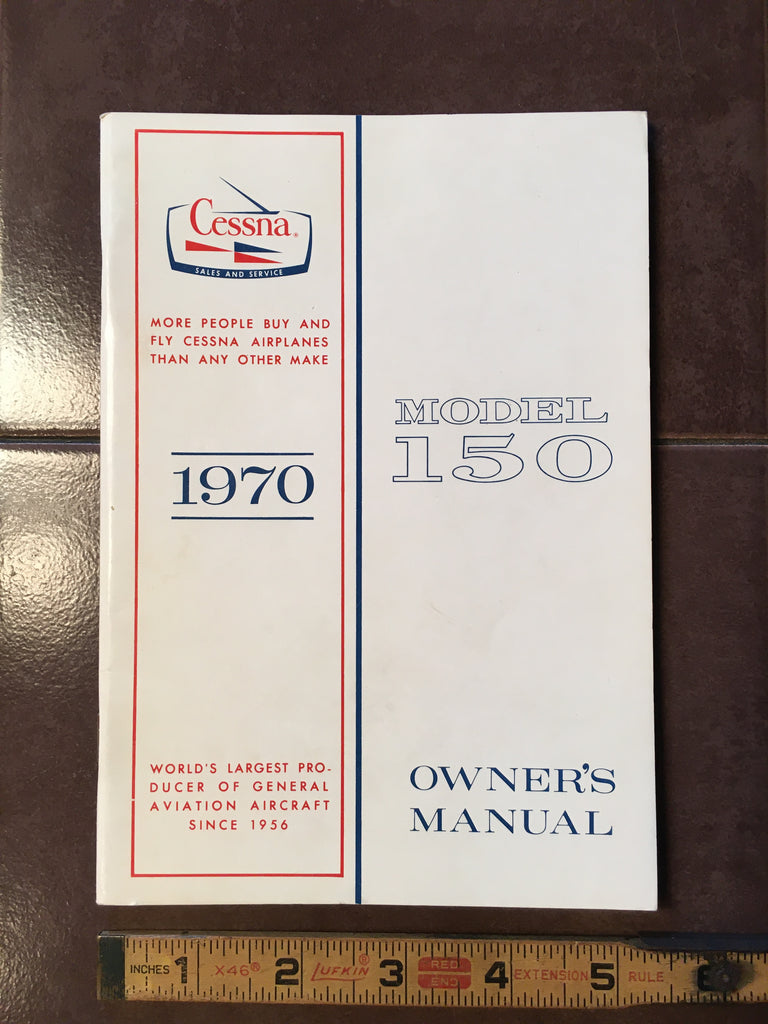 Cessna®
SALES AND SERVICE
MORE PEOPLE BUY AND
FLY CESSNA AIRPLANES
THAN ANY OTHER MAKE
1970
WORLD'S LARGEST PRO-
DUCER OF GENERAL
AVIATION AIRCRAFT
SINCE 1956
MODEL
150
OWNER'S
MANUAL
INCHES 1 X46® 2 LUFKIN® 3 RED END 4 EXTENSION 5 RULE 6